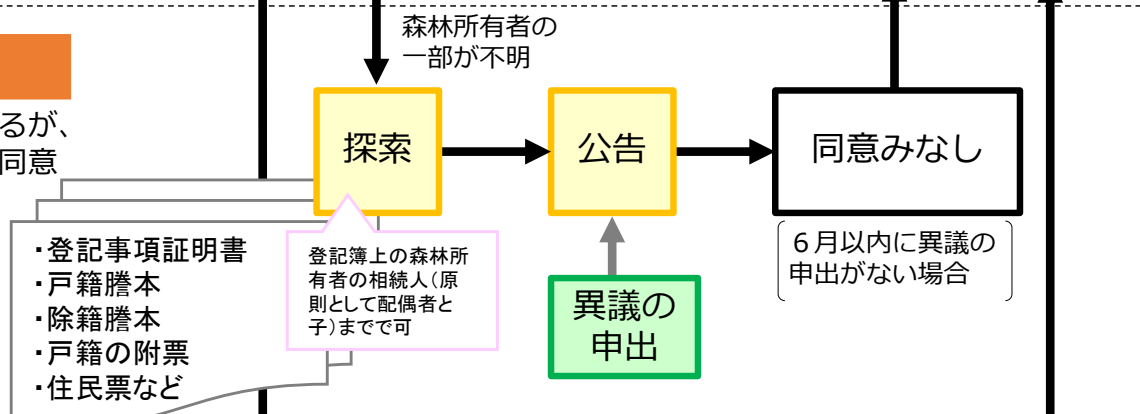 森林所有者の
一部が不明
るが、
同意
探索
公告
同意みなし
・登記事項証明書
・戸籍謄本
・除籍謄本
・戸籍の附票
・住民票など
登記簿上の森林所
有者の相続人(原
則として配偶者と
子)までで可
異議の
申出
６月以内に異議の
申出がない場合